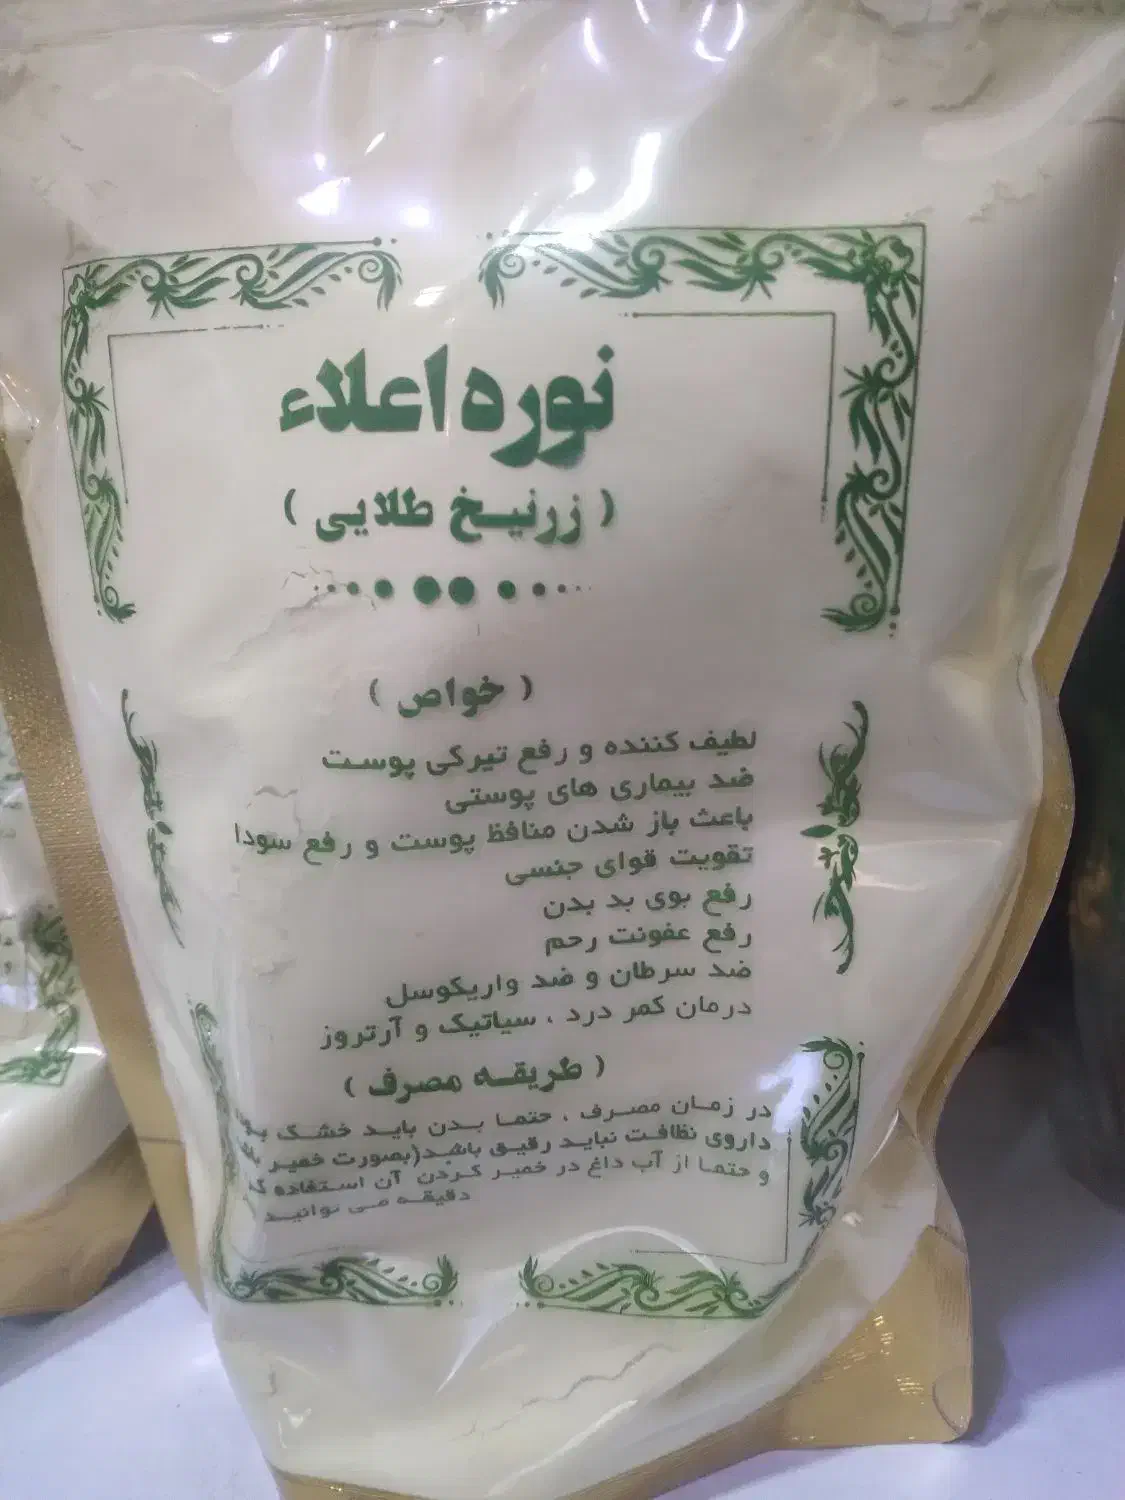 نوره اعلاء
( زرنیخ طلایی )
( خواص )
لطیف کننده و رفع تیرگی پوست
ضد بیماری های پوستی
باعث باز شدن منافظ پوست و رفع سودا
تقویت قوای جنسی
رفع بوی بد بدن
رفع عفونت رحم
ضد سرطان و ضد واریکوسل
درمان کمر درد ، سیاتیک و آرتروز
( طریقه مصرف )
در زمان مصرف ، حتما بدن باید خشک
داروی نظافت نباید رقیق باشد(بصورت خمیر
و حتما از آب داغ در خمیر کردن آن استفاده
دقیقه می توانید